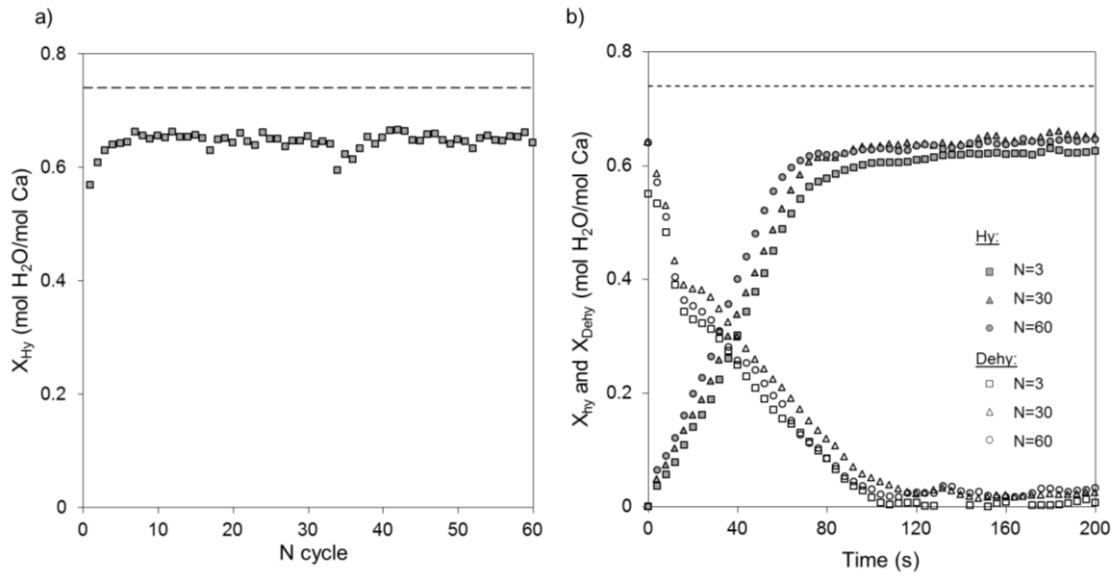 a)
0.8
0.6
0.4
0.2
0
X_Hy (mol H₂O/mol Ca)
0 10 20 30 40 50 60
N cycle
b)
0.8
0.6
0.4
0.2
0
X_hy and X_Dehy (mol H₂O/mol Ca)
0 40 80 120 160 200
Time (s)
Hy:
N=3
N=30
N=60
Dehy:
N=3
N=30
N=60